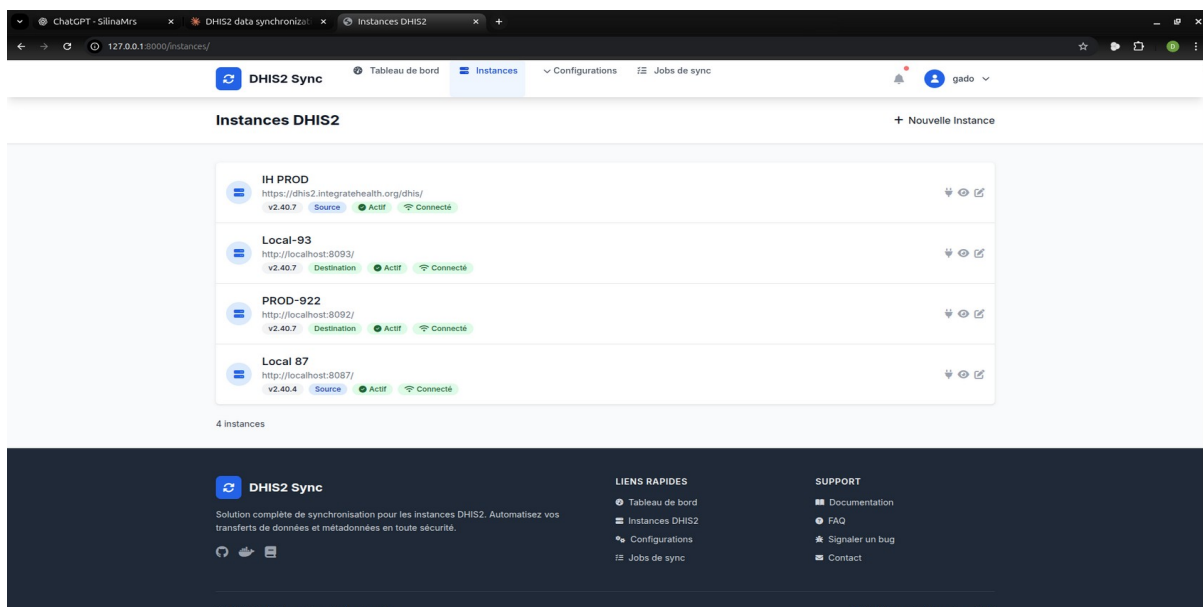 ChatGPT - SilinaMrs
DHIS2 data synchronizat
Instances DHIS2
127.0.0.1:8000/instances/
D
DHIS2 Sync
Tableau de bord
Instances
Configurations
Jobs de sync
gado
Instances DHIS2
+ Nouvelle Instance
IH PROD
https://dhis2.integratehealth.org/dhis/
v2.40.7 Source Actif Connecté
Local-93
http://localhost:8093/
v2.40.7 Destination Actif Connecté
PROD-922
http://localhost:8092/
v2.40.7 Destination Actif Connecté
Local 87
http://localhost:8087/
v2.40.4 Source Actif Connecté
4 instances
DHIS2 Sync
Solution complète de synchronisation pour les instances DHIS2. Automatisez vos
transferts de données et métadonnées en toute sécurité.
LIENS RAPIDES
Tableau de bord
Instances DHIS2
Configurations
Jobs de sync
SUPPORT
Documentation
FAQ
Signaler un bug
Contact